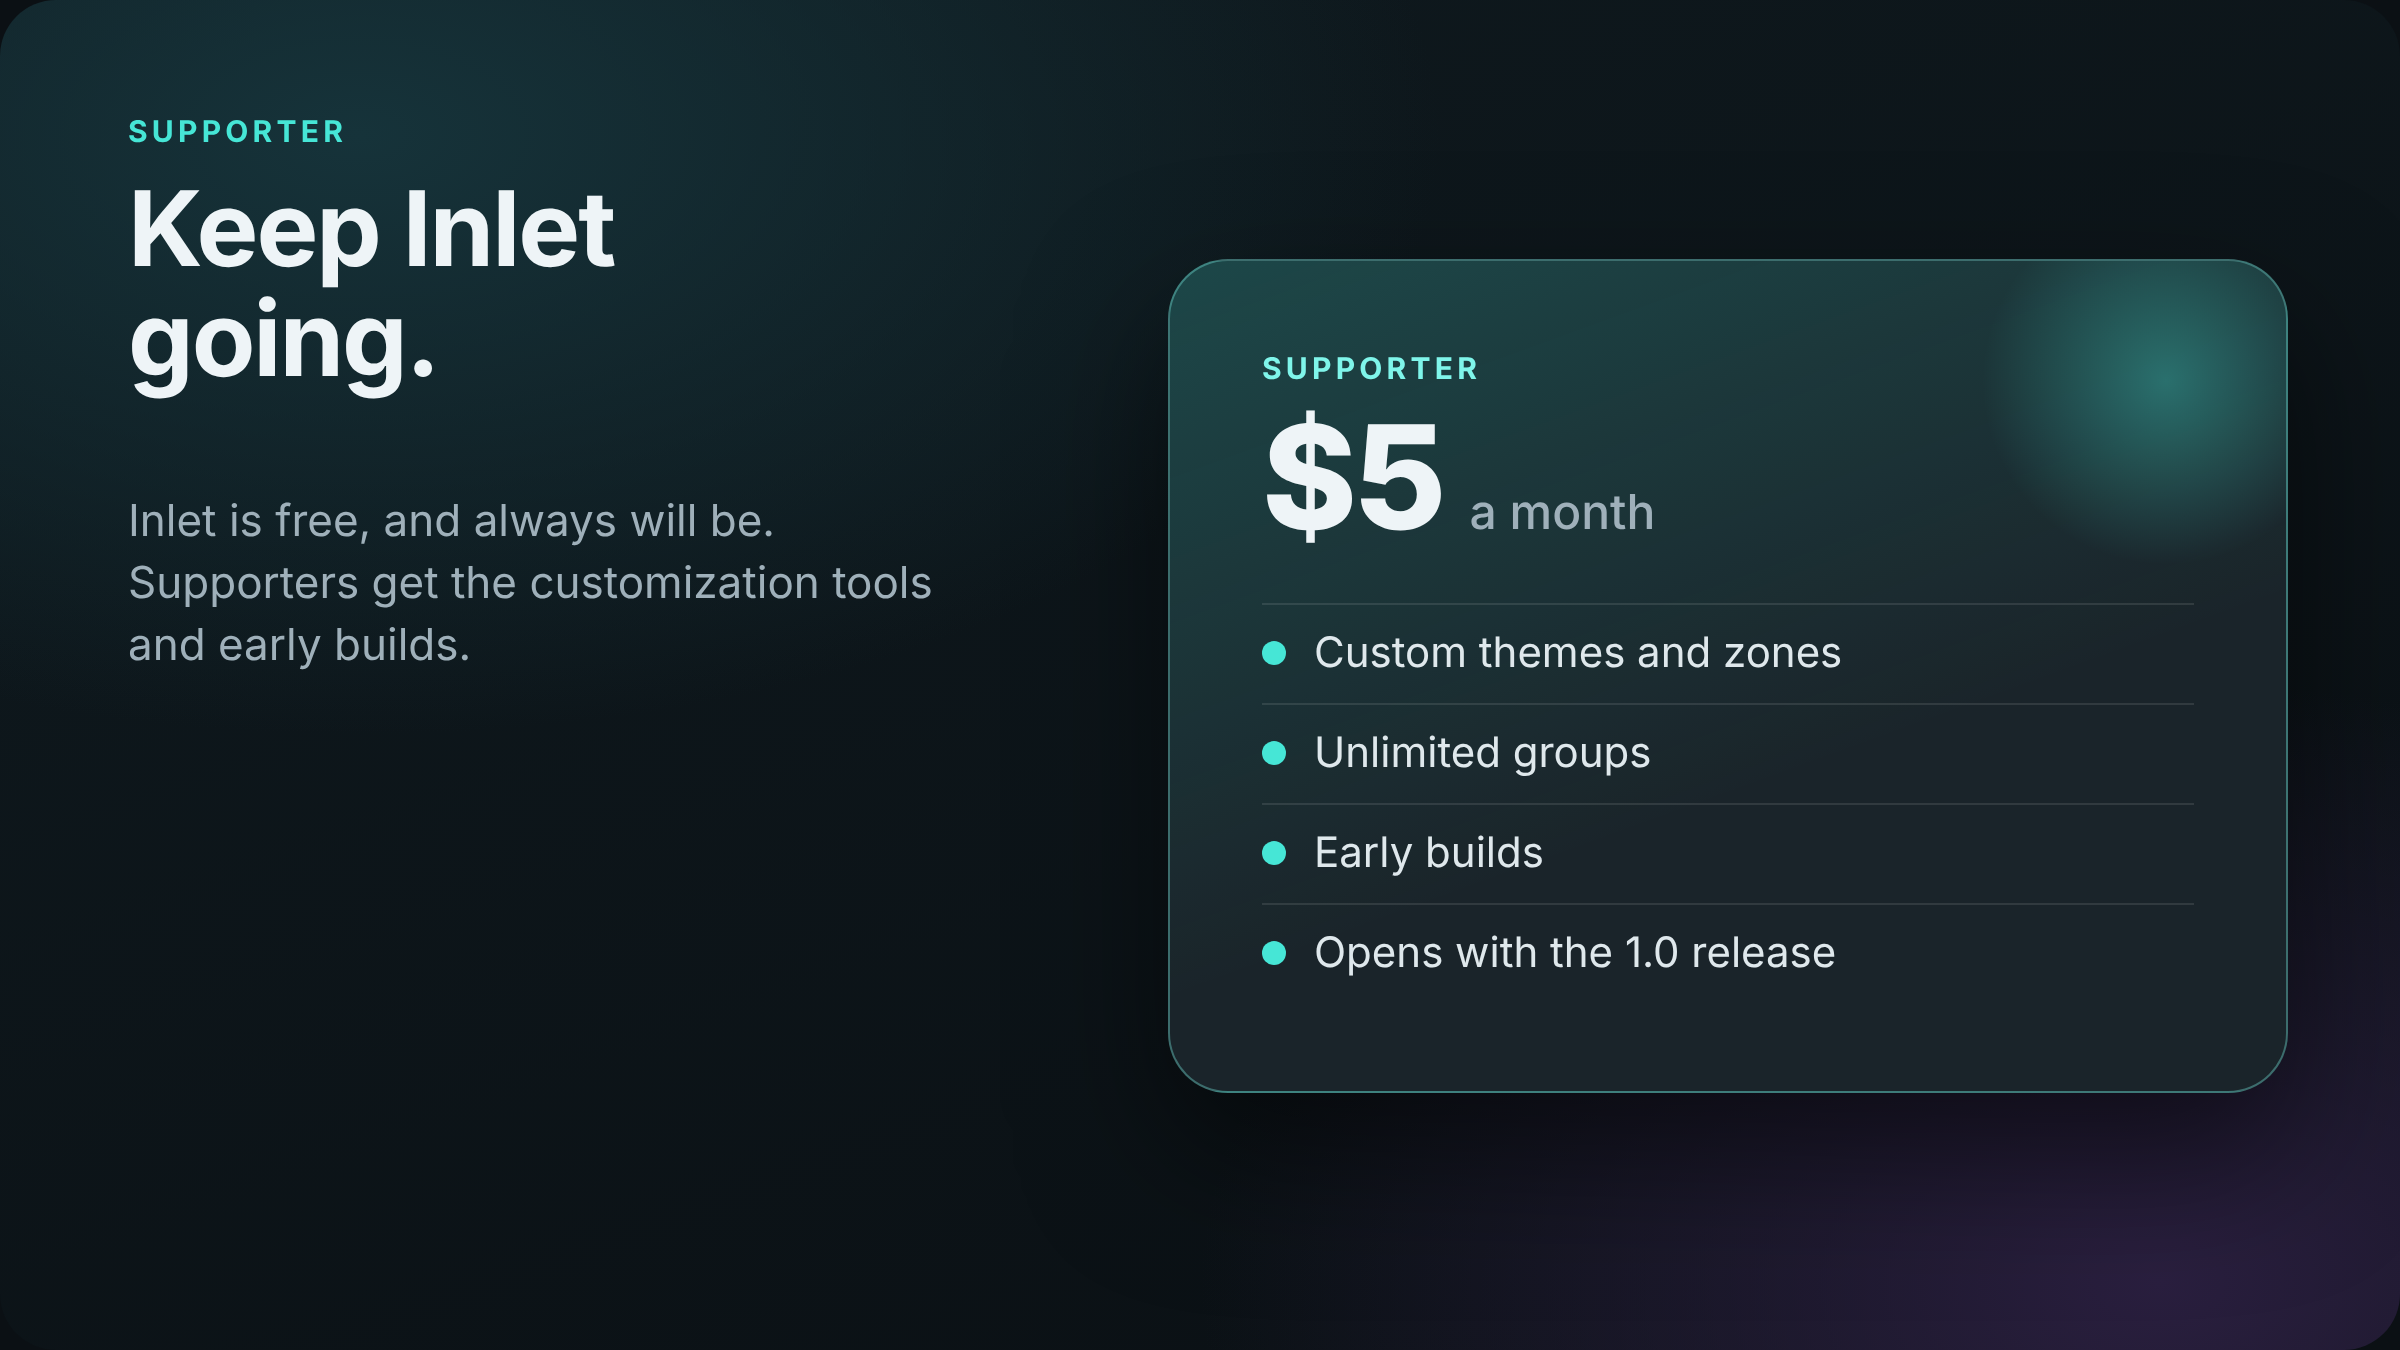 SUPPORTER
Keep Inlet
going.
Inlet is free, and always will be.
Supporters get the customization tools
and early builds.
SUPPORTER
$5 a month
Custom themes and zones
Unlimited groups
Early builds
Opens with the 1.0 release